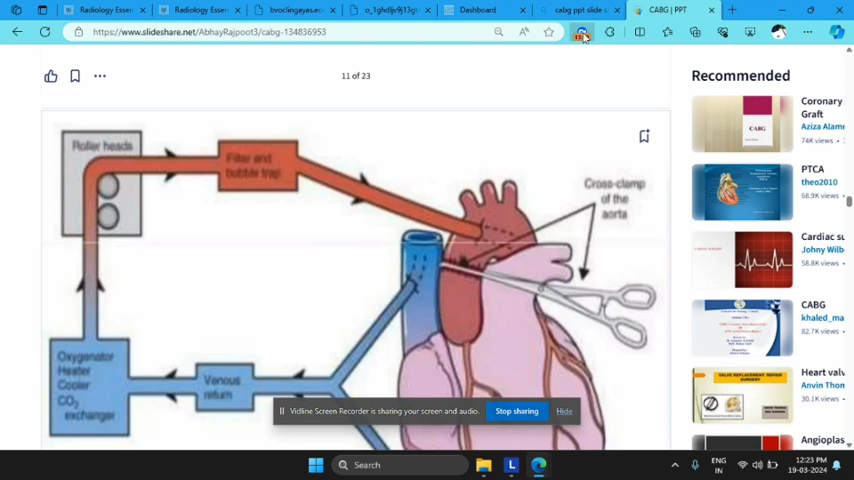 Radiology Essen
Radiology Essen
bvoclingayas.ec
o_1ghdljv9j13gt
Dashboard
cabg ppt slide s
CABG | PPT
https://www.slideshare.net/AbhayRajpoot3/cabg-134836953
11 of 23
Recommended
Coronary
Graft
Aziza Alam
74K views
CABG
PTCA
theo2010
68.9K views
Cardiac su
Johny Wilb
58.8K views
CABG
khaled_ma
82.7K views
Heart valv
Anvin Thom
30.1K views
Angioplas
Roller heads
Filter and
bubble trap
Cross-clamp
of the
aorta
Oxygenator
Heater
Cooler
CO2
exchanger
Venous
return
Vidline Screen Recorder is sharing your screen and audio.
Stop sharing
Hide
Search
ENG
IN
12:23 PM
19-03-2024